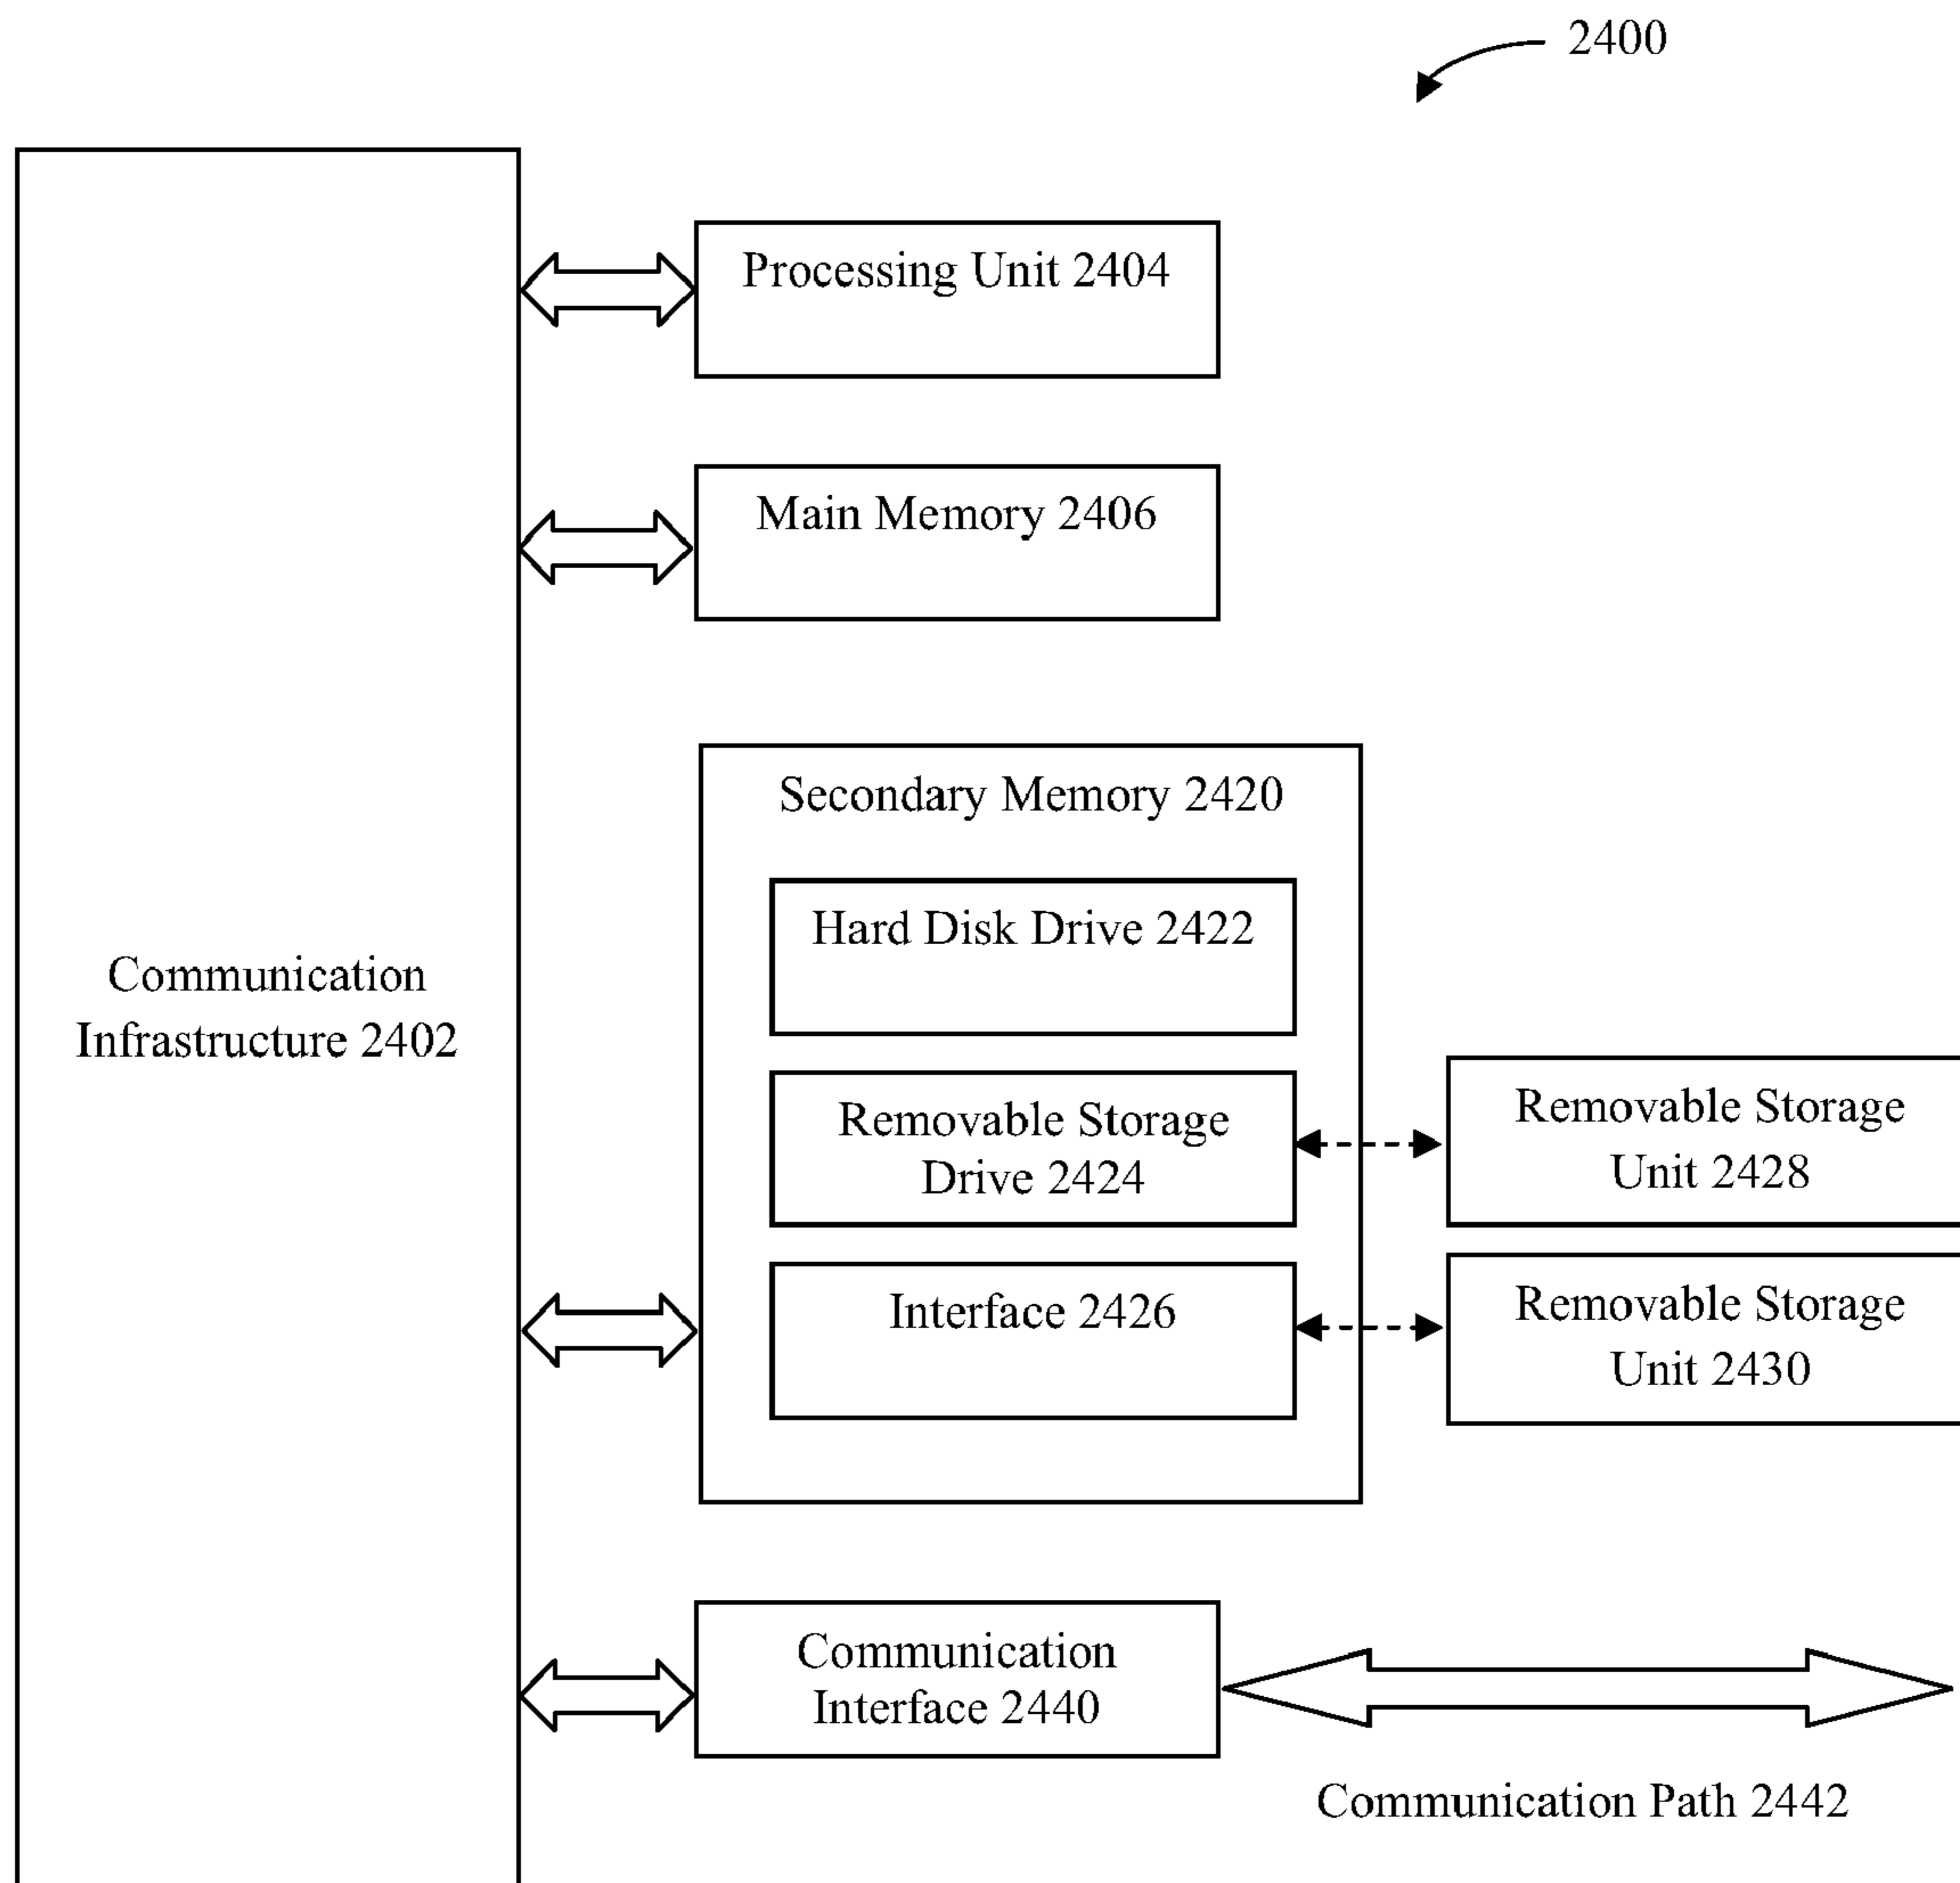 2400
Processing Unit 2404
Main Memory 2406
Secondary Memory 2420
Hard Disk Drive 2422
Communication
Infrastructure 2402
Removable Storage
Drive 2424
Removable Storage
Unit 2428
Interface 2426
Removable Storage
Unit 2430
Communication
Interface 2440
Communication Path 2442